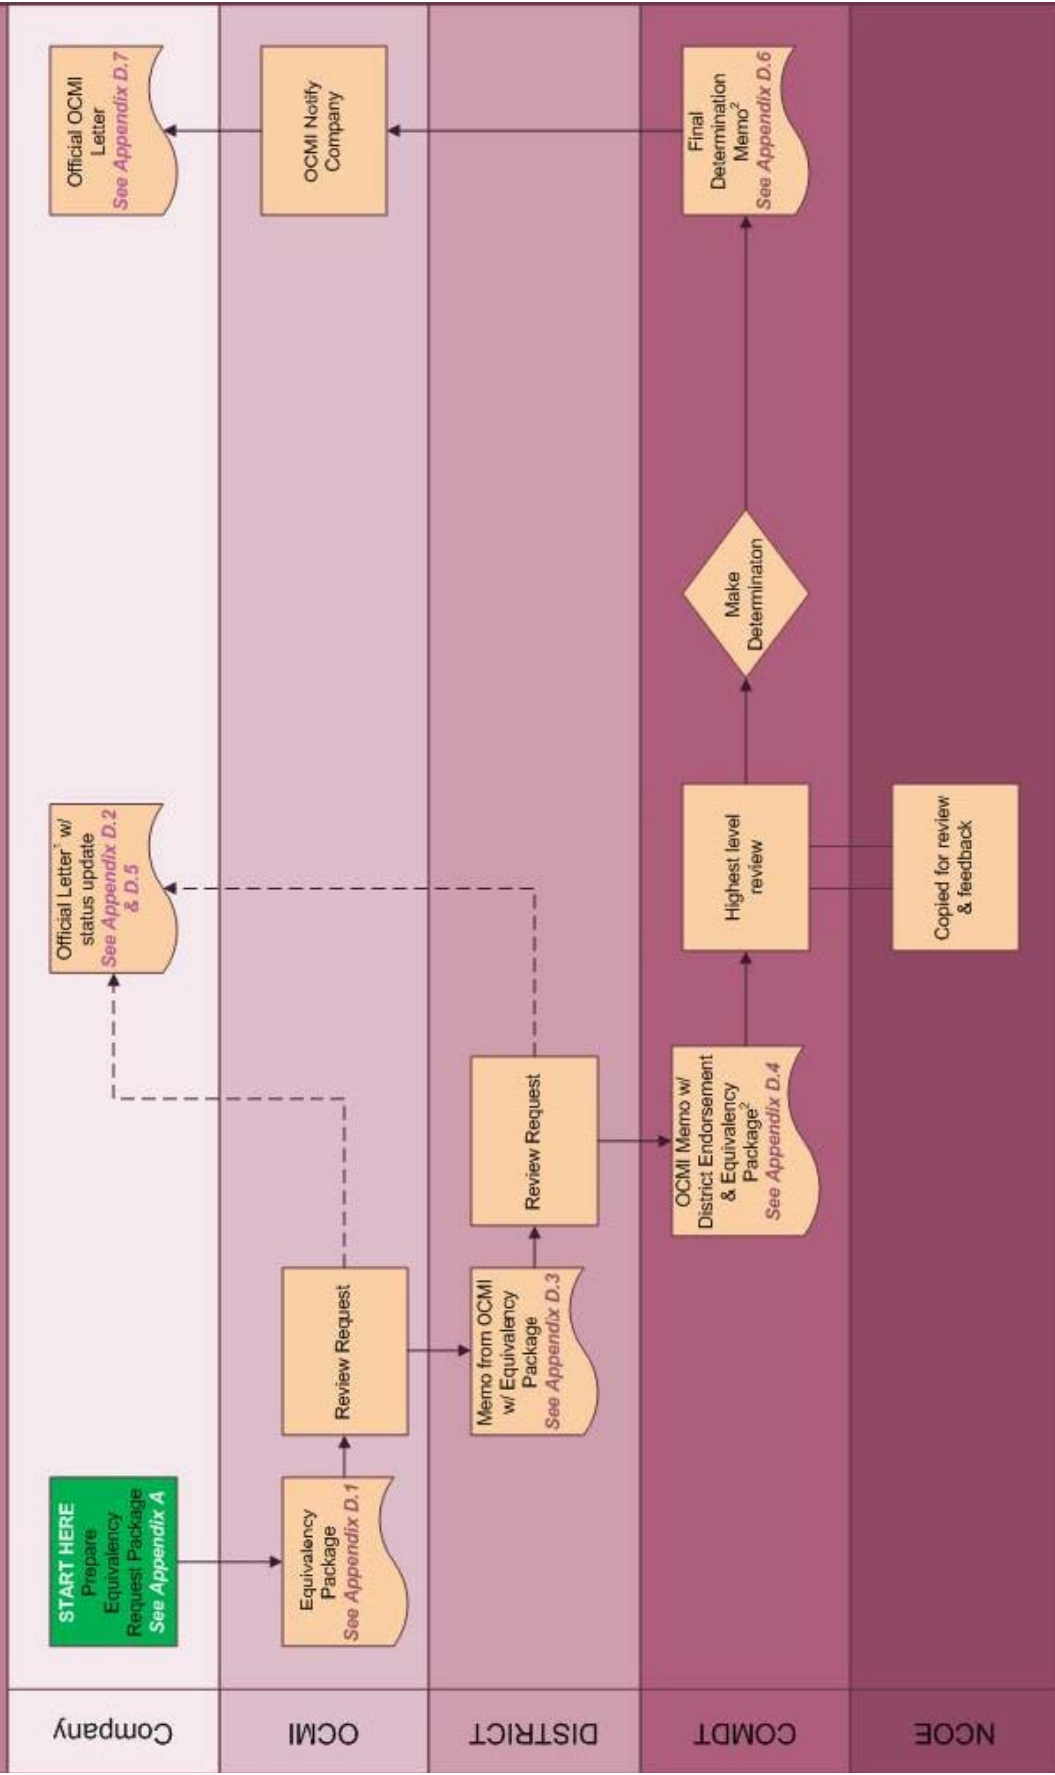 Company
START HERE
Prepare
Equivalency
Request Package
See Appendix A
Official Letter¹ w/
status update
See Appendix D.2
& D.5
Official OCMI
Letter
See Appendix D.7
OCMI
Equivalency
Package
See Appendix D.1
Review Request
OCMI Notify
Company
DISTRICT
Memo from OCMI
w/ Equivalency
Package
See Appendix D.3
Review Request
COMDT
OCMI Memo w/
District Endorsement
& Equivalency
Package²
See Appendix D.4
Highest level
review
Make
Determinaton
Final
Determination
Memo²
See Appendix D.6
NCOE
Copied for review
& feedback